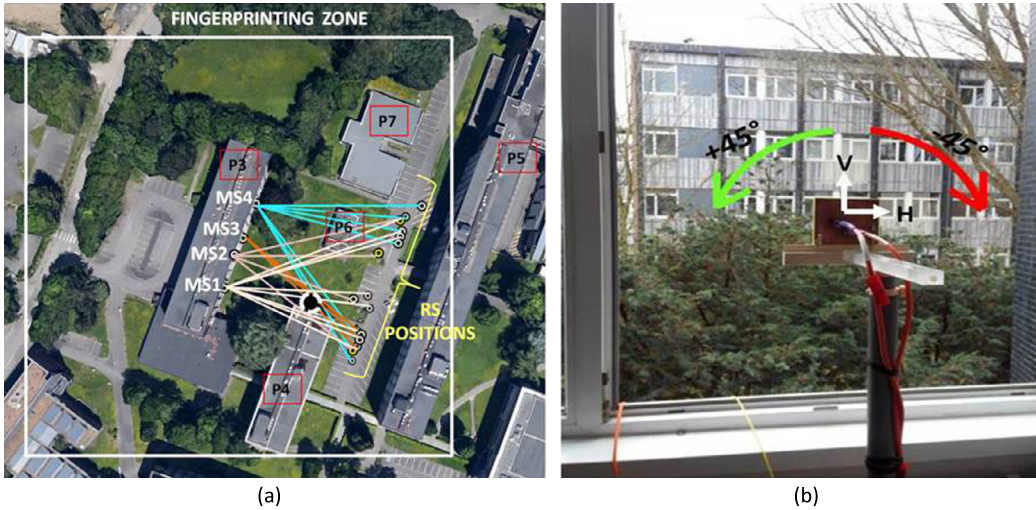 FINGERPRINTING ZONE
P7
P3
P5
MS4
P6
MS3
MS2
MS1
RS
POSITIONS
P4
(a)
+45°
-45°
V
H
(b)